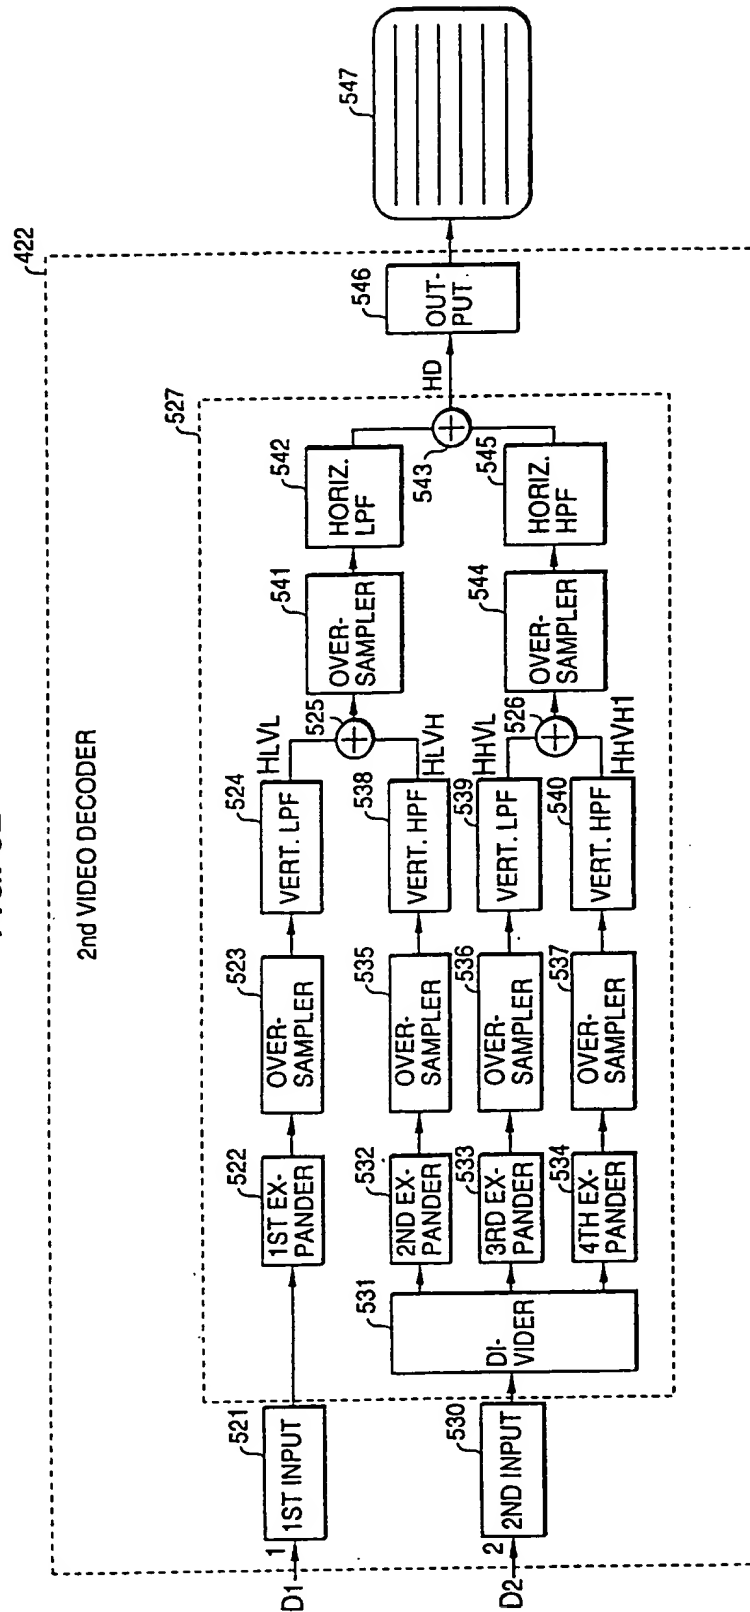 2nd VIDEO DECODER
422
527
D1
1
521
1ST INPUT
522
1ST EX-
PANDER
523
OVER-
SAMPLER
524
VERT. LPF
HLVL
525
541
OVER-
SAMPLER
542
HORIZ.
LPF
D2
2
530
2ND INPUT
531
DI-
VIDER
532
2ND EX-
PANDER
535
OVER-
SAMPLER
538
VERT. HPF
HLVH
533
3RD EX-
PANDER
536
OVER-
SAMPLER
539
VERT. LPF
HHVL
526
534
4TH EX-
PANDER
537
OVER-
SAMPLER
540
VERT. HPF
HHVH1
544
OVER-
SAMPLER
545
HORIZ.
HPF
543
HD
546
OUT-
PUT
547